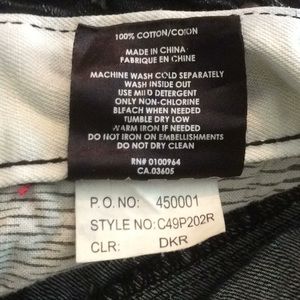 100% COTTON/COTON
MADE IN CHINA
FABRIQUE EN CHINE
MACHINE WASH COLD SEPARATELY
WASH INSIDE OUT
USE MILD DETERGENT
ONLY NON-CHLORINE
BLEACH WHEN NEEDED
TUMBLE DRY LOW
WARM IRON IF NEEDED
DO NOT IRON ON EMBELLISHMENTS
DO NOT DRY CLEAN
RN# 0100964
CA.03605
P.O. NO: 450001
STYLE NO: C49P202R
CLR: DKR